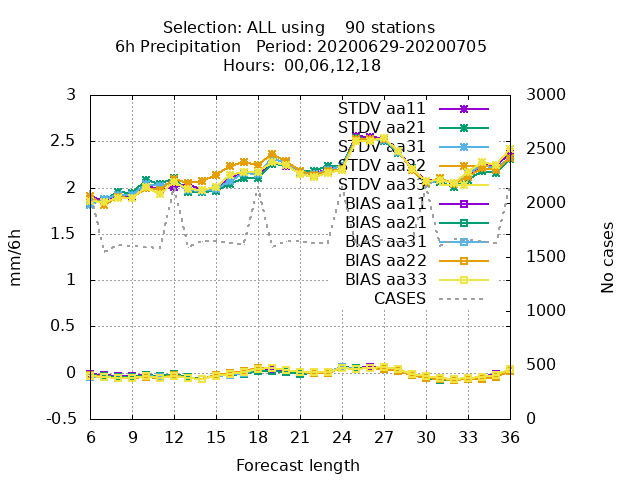 Selection: ALL using    90 stations
6h Precipitation   Period: 20200629-20200705
Hours:  00,06,12,18
3
2.5
2
1.5
1
0.5
0
-0.5
mm/6h
3000
2500
2000
1500
1000
500
0
No cases
STDV aa11
STDV aa21
STDV aa31
STDV aa22
STDV aa33
BIAS aa11
BIAS aa21
BIAS aa31
BIAS aa22
BIAS aa33
CASES
6 9 12 15 18 21 24 27 30 33 36
Forecast length